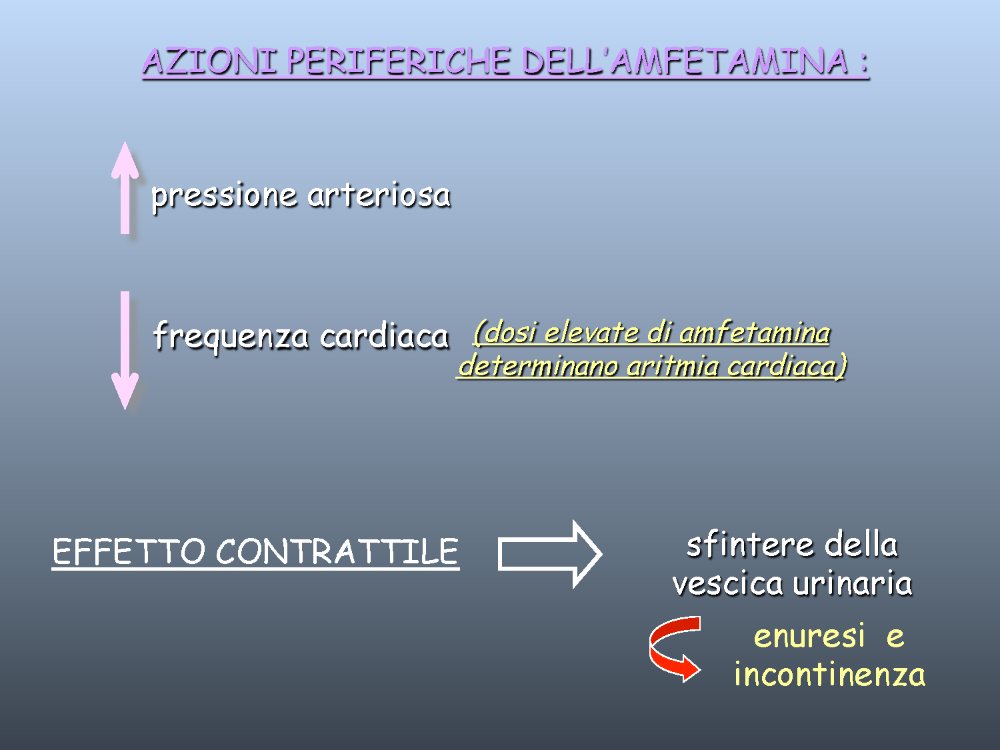 AZIONI PERIFERICHE DELL’AMFETAMINA :
pressione arteriosa
frequenza cardiaca (dosi elevate di amfetamina
determinano aritmia cardiaca)
EFFETTO CONTRATTILE
sfintere della
vescica urinaria
enuresi e
incontinenza